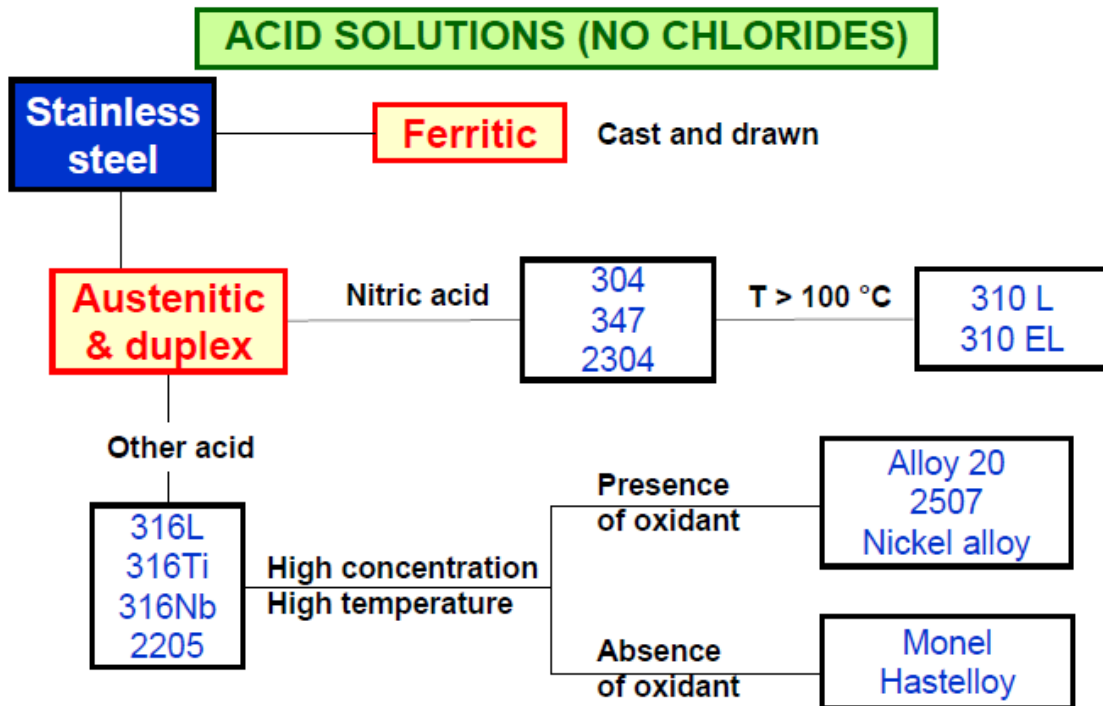 ACID SOLUTIONS (NO CHLORIDES)
Stainless
steel
Ferritic
Cast and drawn
Austenitic
& duplex
Nitric acid
304
347
2304
T > 100 °C
310 L
310 EL
Other acid
316L
316Ti
316Nb
2205
High concentration
High temperature
Presence
of oxidant
Alloy 20
2507
Nickel alloy
Absence
of oxidant
Monel
Hastelloy